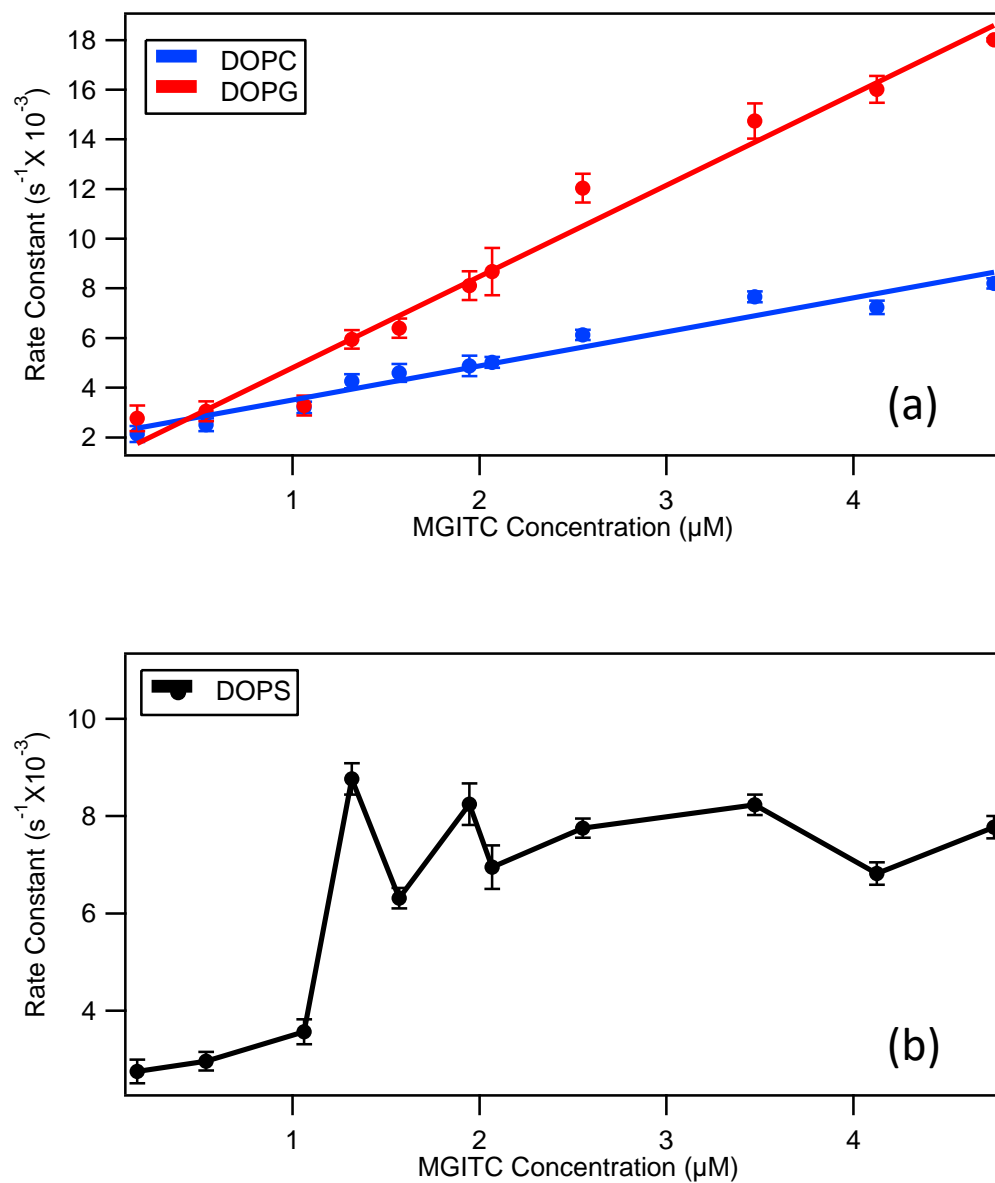 18
16
14
12
10
8
6
4
2
Rate Constant (s⁻¹ X 10⁻³)
DOPC
DOPG
(a)
1 2 3 4
MGITC Concentration (µM)
10
8
6
4
Rate Constant (s⁻¹ X10⁻³)
DOPS
(b)
1 2 3 4
MGITC Concentration (µM)